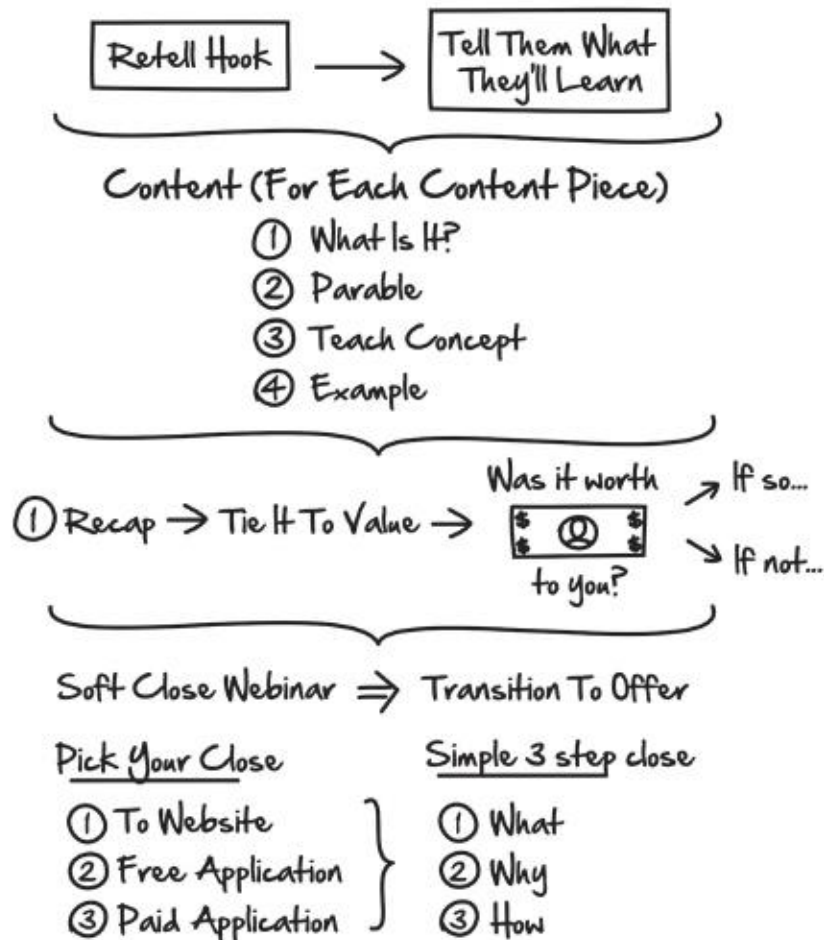 Retell Hook
Tell Them What
They'll Learn
Content (For Each Content Piece)
① What Is It?
② Parable
③ Teach Concept
④ Example
① Recap → Tie It To Value →
Was it worth
$ $
$ $
to you?
If so...
If not...
Soft Close Webinar ⇒ Transition To Offer
Pick Your Close
① To Website
② Free Application
③ Paid Application
Simple 3 step close
① What
② Why
③ How